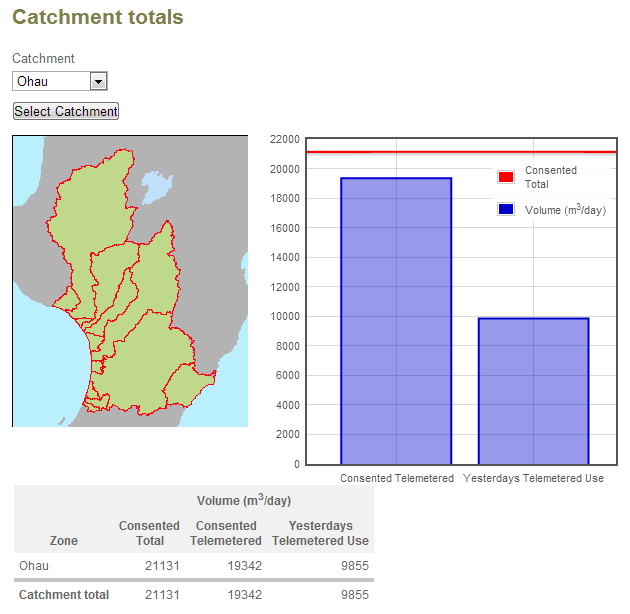 Catchment totals
Catchment
Ohau
Select Catchment
22000
20000
18000
16000
14000
12000
10000
8000
6000
4000
2000
0
Consented
Total
Volume (m3/day)
Consented Telemetered
Yesterdays Telemetered Use
Volume (m3/day)
Zone
Consented Total
Consented Telemetered
Yesterdays Telemetered Use
Ohau 21131 19342 9855
Catchment total 21131 19342 9855